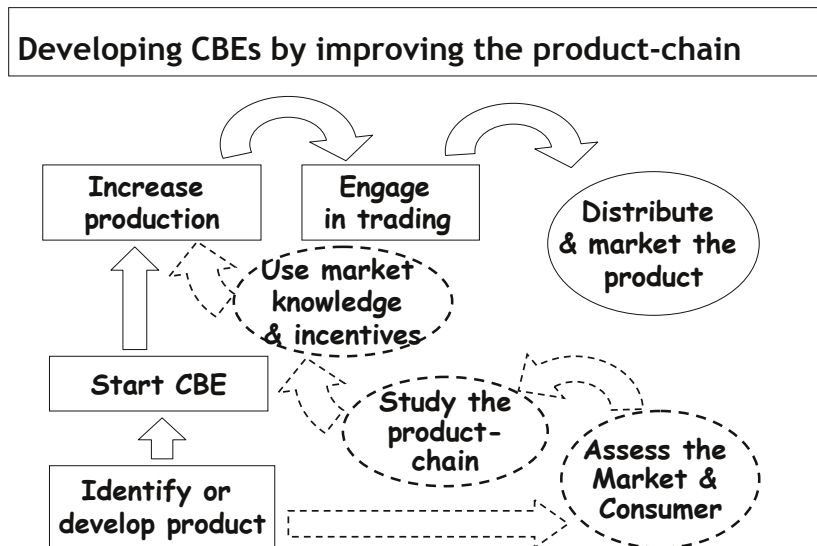 Developing CBEs by improving the product-chain
Increase
production
Engage
in trading
Distribute
& market the
product
Use market
knowledge
& incentives
Start CBE
Study the
product-
chain
Assess the
Market &
Consumer
Identify or
develop product